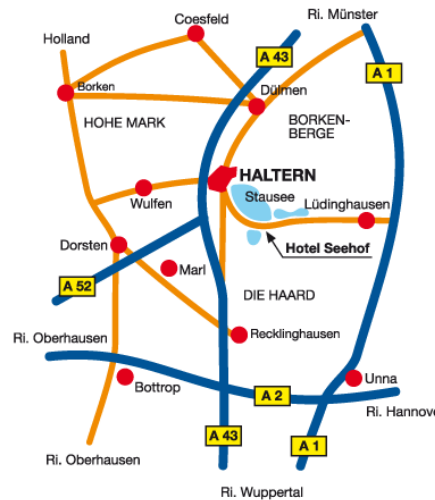 Coesfeld
Ri. Münster
Holland
A 43
A 1
Borken
Dülmen
HOHE MARK
BORKEN-
BERGE
HALTERN
Stausee
Wulfen
Lüdinghausen
Dorsten
Hotel Seehof
Marl
A 52
DIE HAARD
Ri. Oberhausen
Recklinghausen
Bottrop
Unna
A 2
Ri. Hannove
A 43
A 1
Ri. Oberhausen
Ri. Wuppertal